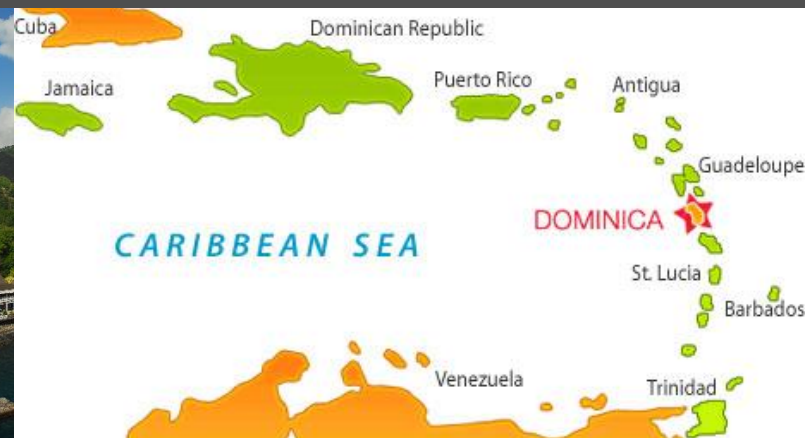 Cuba
Dominican Republic
Jamaica
Puerto Rico
Antigua
Guadeloupe
DOMINICA
CARIBBEAN SEA
St. Lucia
Barbados
Venezuela
Trinidad